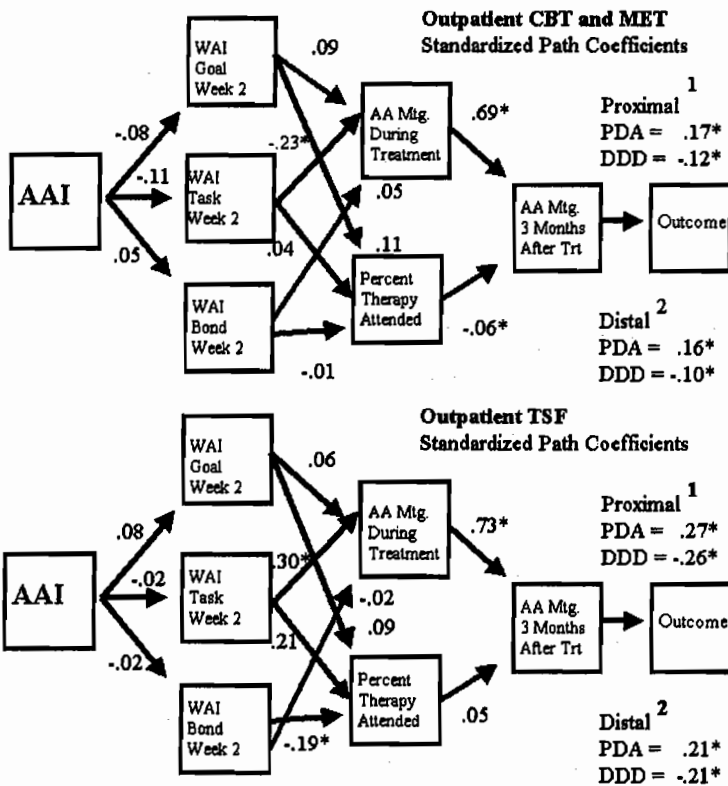 Outpatient CBT and MET
Standardized Path Coefficients
WAI
Goal
Week 2
.09
AA Mtg.
During
Treatment
.69*
Proximal 1
PDA = .17*
DDD = -.12*
-.08
-.23*
AAI
-.11
WAI
Task
Week 2
.05
AA Mtg.
3 Months
After Trt
Outcome
.05
.04
.11
WAI
Bond
Week 2
Percent
Therapy
Attended
-.06*
-.01
Distal 2
PDA = .16*
DDD = -.10*
Outpatient TSF
Standardized Path Coefficients
WAI
Goal
Week 2
.06
AA Mtg.
During
Treatment
.73*
Proximal 1
PDA = .27*
DDD = -.26*
.08
.30*
AAI
-.02
WAI
Task
Week 2
-.02
AA Mtg.
3 Months
After Trt
Outcome
.09
.21
-.02
WAI
Bond
Week 2
Percent
Therapy
Attended
.05
-.19*
Distal 2
PDA = .21*
DDD = -.21*